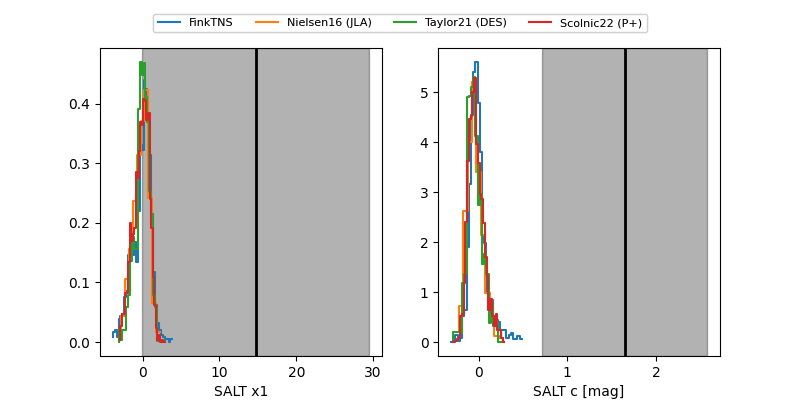 FinkTNS Nielsen16 (JLA) Taylor21 (DES) Scolnic22 (P+)
0.4
0.3
0.2
0.1
0.0
0 10 20 30
SALT x1
5
4
3
2
1
0
0 1 2
SALT c [mag]